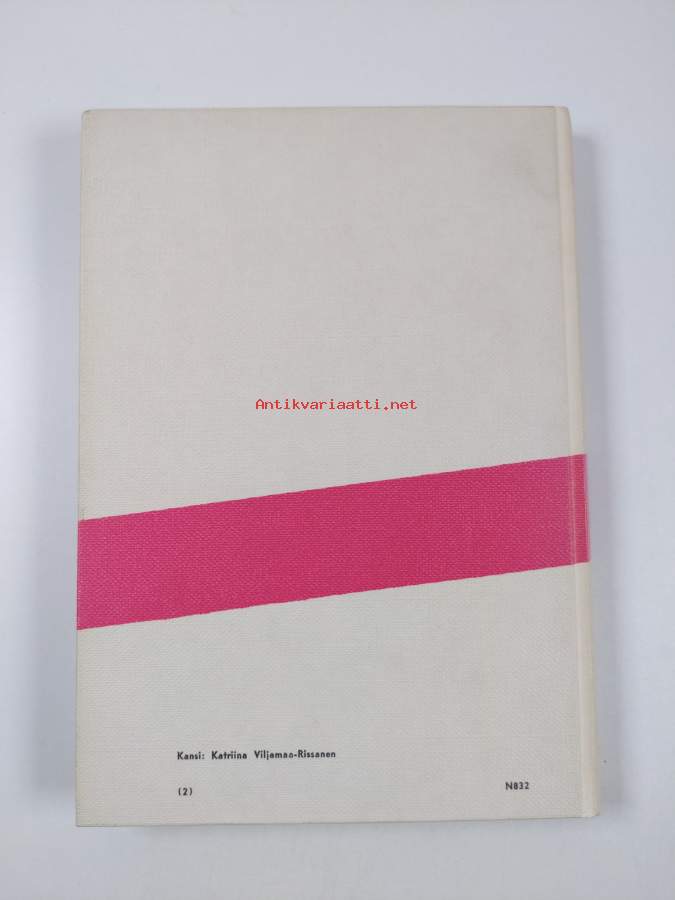 Antikvariaatti.net
Kansi: Katriina Viljamaa-Rissanen
(2) N832